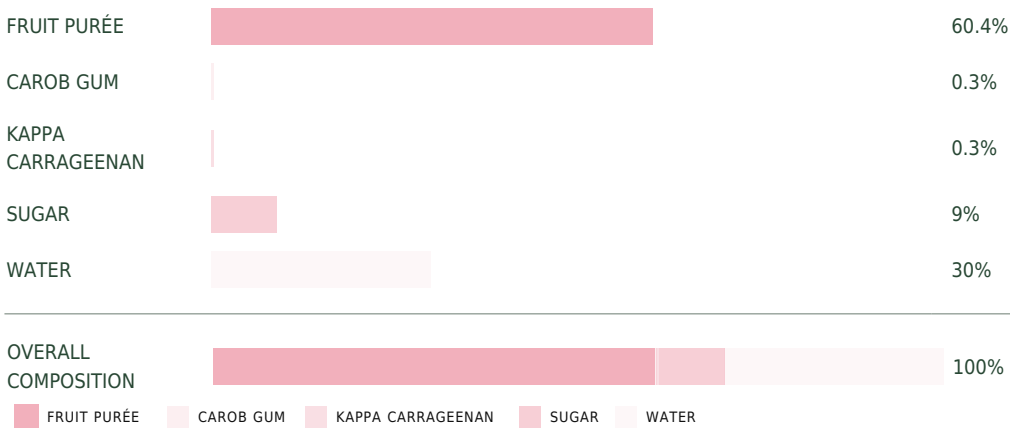 FRUIT PURÉE 60.4%
CAROB GUM 0.3%
KAPPA
CARRAGEENAN 0.3%
SUGAR 9%
WATER 30%
OVERALL
COMPOSITION 100%
FRUIT PURÉE CAROB GUM KAPPA CARRAGEENAN SUGAR WATER